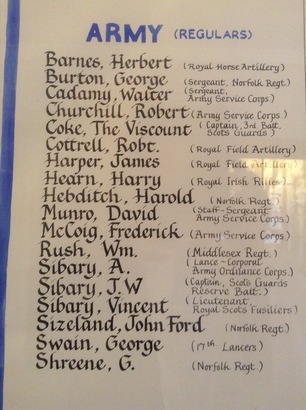 ARMY (REGULARS)
Barnes, Herbert (Royal Horse Artillery)
Burton, George (Sergeant, Norfolk Regt.)
Cadamy, Walter (Sergeant, Army Service Corps.)
Churchill, Robert (Army Service Corps.)
Coke, The Viscount (Captain, 3rd Batt. Scots Guards)
Cottrell, Robt. (Royal Field Artillery)
Harper, James (Royal Field Artillery)
Hearn, Harry (Royal Irish Rifles)
Hebditch, Harold (Norfolk Regt.)
Munro, David (Staff-Sergeant Army Service Corps.)
McCoig, Frederick (Army Service Corps.)
Rush, Wm. (Middlesex Regt.)
Sibary, A. (Lance-Corporal Army Ordnance Corps.)
Sibary, J.W (Captain, Scots Guards Reserve Batt.)
Sibary, Vincent (Lieutenant, Royal Scots Fusiliers)
Sizeland, John Ford (Norfolk Regt.)
Swain, George (17th Lancers)
Shreene, G. (Norfolk Regt.)